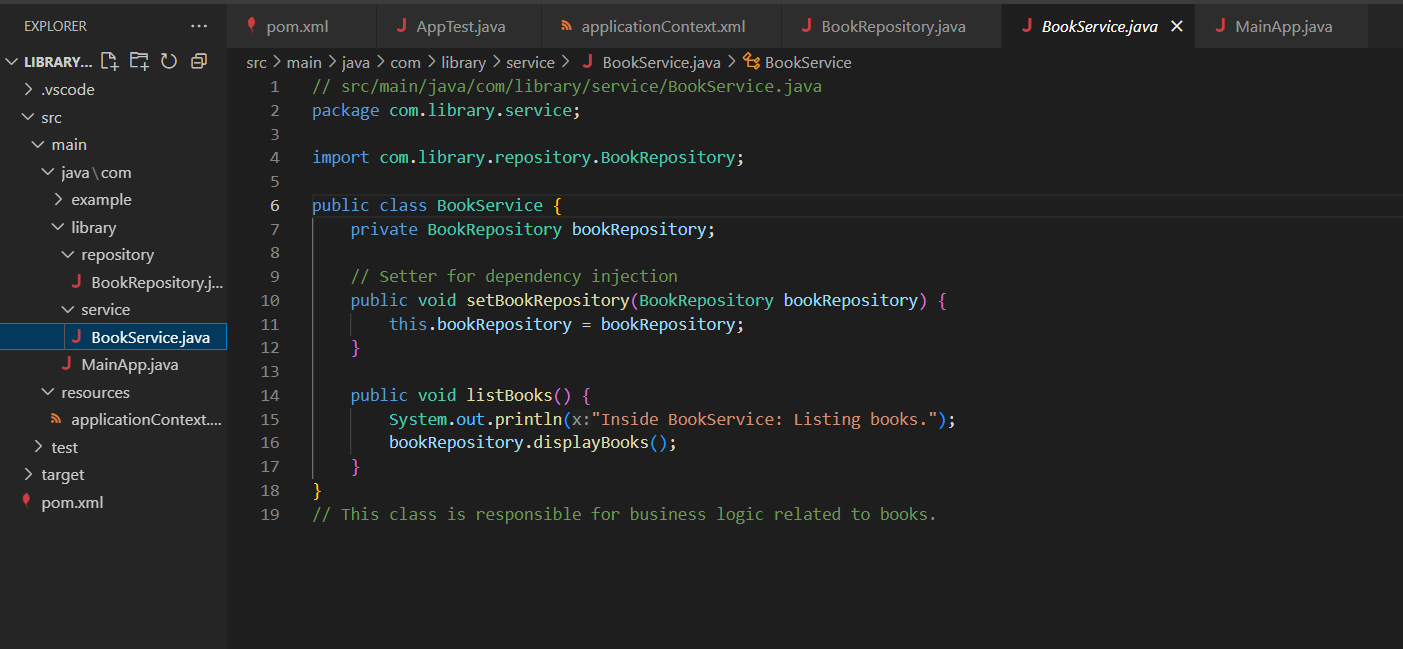 EXPLORER
pom.xml
AppTest.java
applicationContext.xml
BookRepository.java
BookService.java
MainApp.java
LIBRARY...
.vscode
src
main
java\com
example
library
repository
BookRepository.j...
service
BookService.java
MainApp.java
resources
applicationContext....
test
target
pom.xml
src > main > java > com > library > service > BookService.java > BookService
1 // src/main/java/com/library/service/BookService.java
2 package com.library.service;
3
4 import com.library.repository.BookRepository;
5
6 public class BookService {
7     private BookRepository bookRepository;
8
9     // Setter for dependency injection
10     public void setBookRepository(BookRepository bookRepository) {
11         this.bookRepository = bookRepository;
12     }
13
14     public void listBooks() {
15         System.out.println(x:"Inside BookService: Listing books.");
16         bookRepository.displayBooks();
17     }
18 }
19 // This class is responsible for business logic related to books.